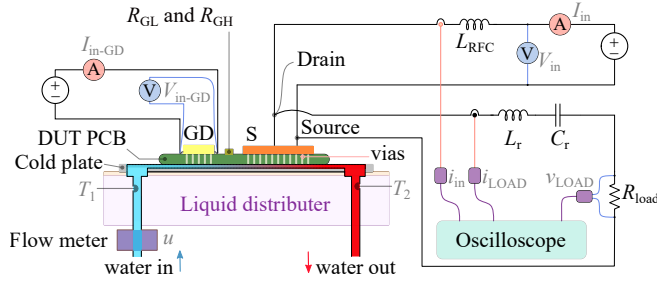 R_GL and R_GH
I_in-GD
A
V
V_in-GD
GD
S
Drain
Source
L_RFC
I_in
A
V
V_in
L_r
C_r
DUT PCB
Cold plate
vias
T_1
T_2
Liquid distributer
i_in
i_LOAD
v_LOAD
R_load
Oscilloscope
Flow meter
u
water in
water out